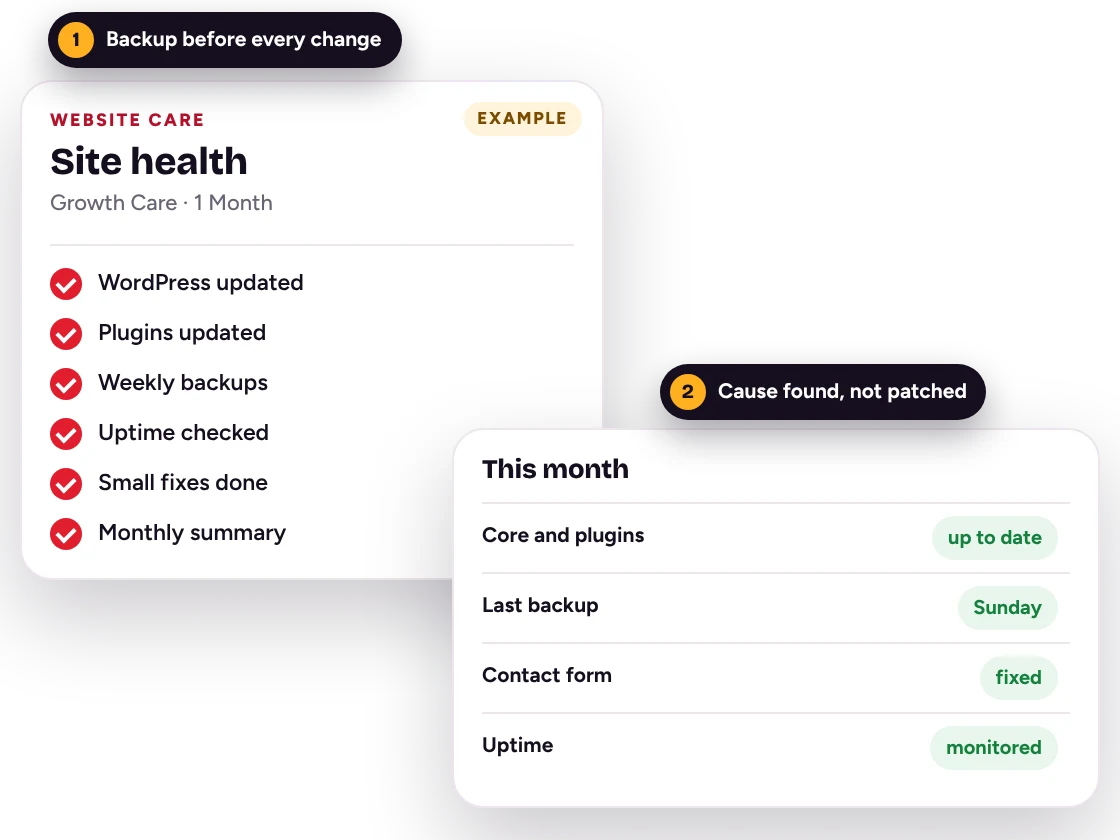 1 Backup before every change
WEBSITE CARE
EXAMPLE
Site health
Growth Care · 1 Month
WordPress updated
Plugins updated
Weekly backups
Uptime checked
Small fixes done
Monthly summary
2 Cause found, not patched
This month
Core and plugins up to date
Last backup Sunday
Contact form fixed
Uptime monitored